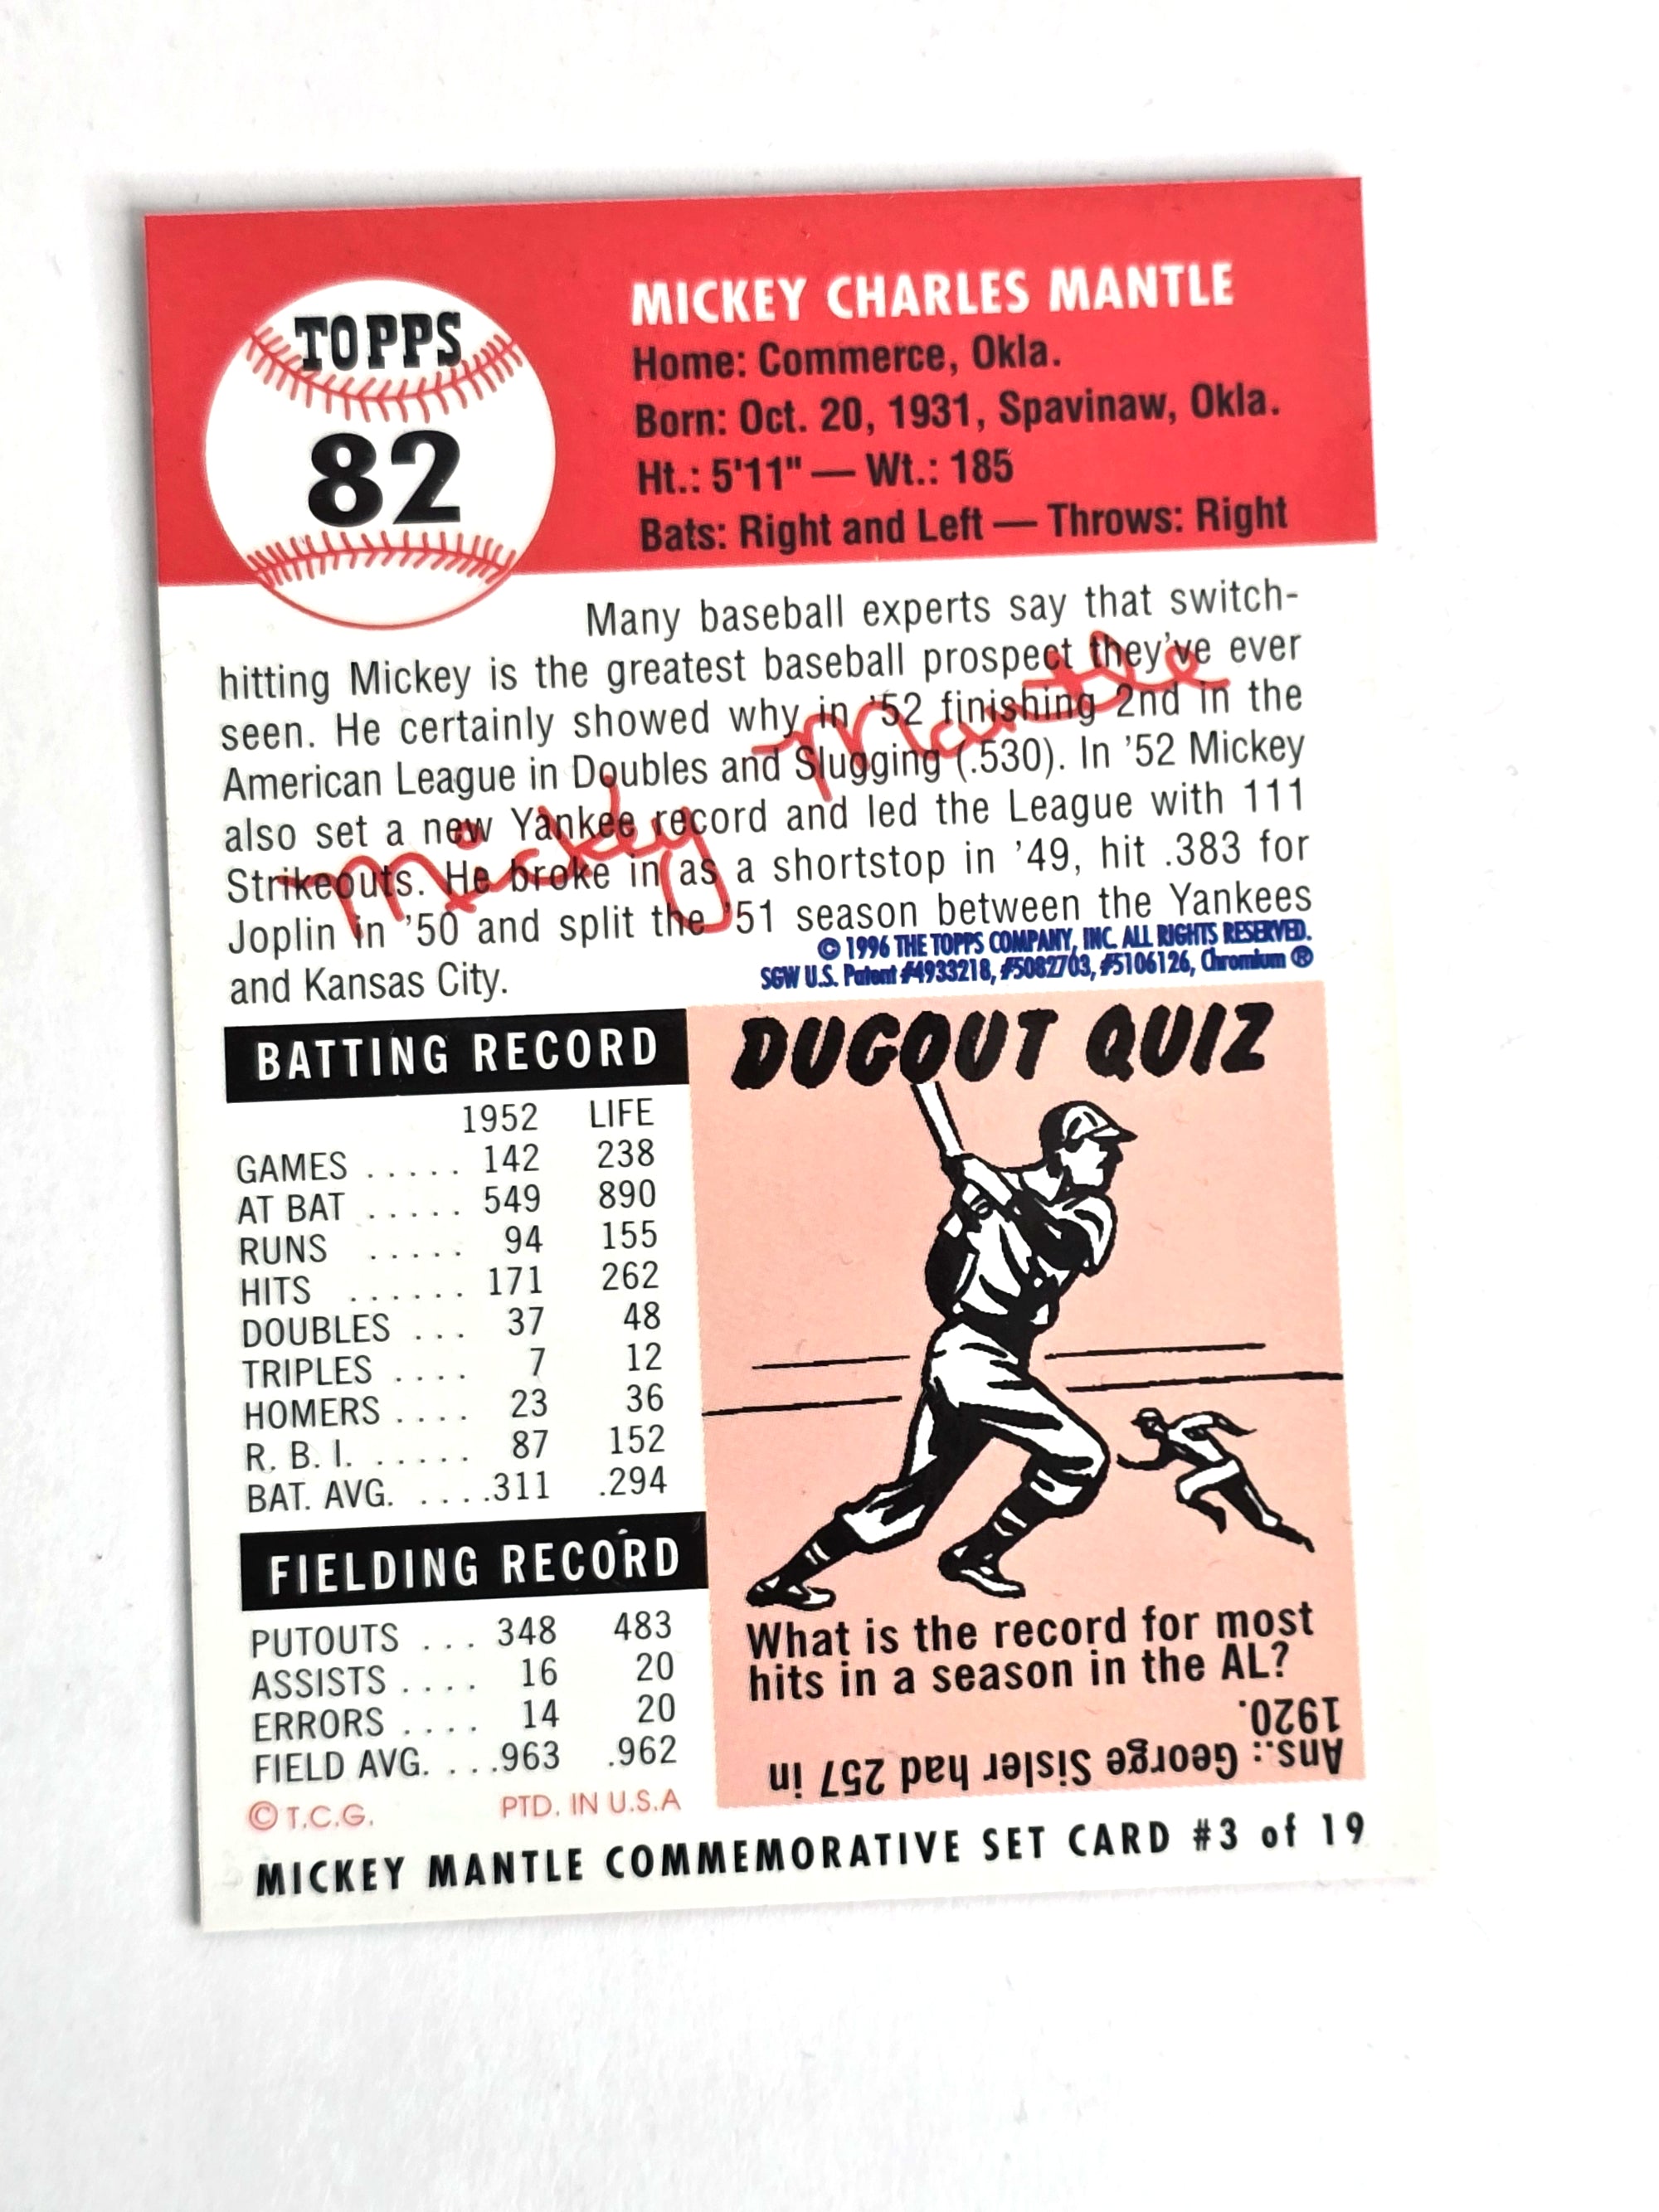 TOPPS
82
MICKEY CHARLES MANTLE
Home: Commerce, Okla.
Born: Oct. 20, 1931, Spavinaw, Okla.
Ht.: 5'11" — Wt.: 185
Bats: Right and Left — Throws: Right
Many baseball experts say that switch-
hitting Mickey is the greatest baseball prospect they've ever
seen. He certainly showed why in '52 finishing 2nd in the
American League in Doubles and Slugging (.530). In '52 Mickey
also set a new Yankee record and led the League with 111
Strikeouts. He broke in as a shortstop in '49, hit .383 for
Joplin in '50 and split the '51 season between the Yankees
and Kansas City.
Mickey Mantle
© 1996 THE TOPPS COMPANY, INC. ALL RIGHTS RESERVED.
SGW U.S. Patent #4933218, #5082703, #5106126, Chromium ®
BATTING RECORD
1952 LIFE
GAMES ..... 142 238
AT BAT ..... 549 890
RUNS ..... 94 155
HITS ...... 171 262
DOUBLES ... 37 48
TRIPLES .... 7 12
HOMERS .... 23 36
R. B. I. ..... 87 152
BAT. AVG. .... .311 .294
FIELDING RECORD
PUTOUTS ... 348 483
ASSISTS .... 16 20
ERRORS .... 14 20
FIELD AVG. ... .963 .962
© T.C.G. PTD. IN U.S.A
DUGOUT QUIZ
What is the record for most
hits in a season in the AL?
Ans.: George Sisler had 257 in
1920.
MICKEY MANTLE COMMEMORATIVE SET CARD #3 of 19